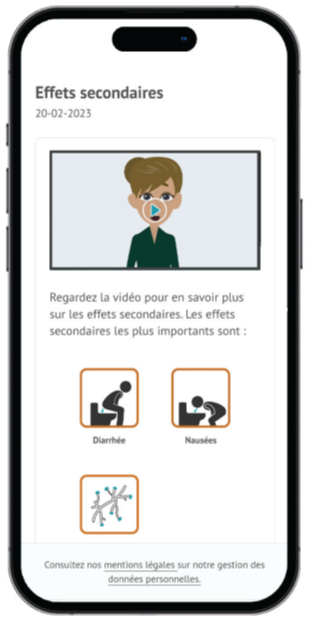 Effets secondaires
20-02-2023
Regardez la vidéo pour en savoir plus
sur les effets secondaires. Les effets
secondaires les plus importants sont :
Diarrhée
Nausées
Consultez nos mentions légales sur notre gestion des
données personnelles.